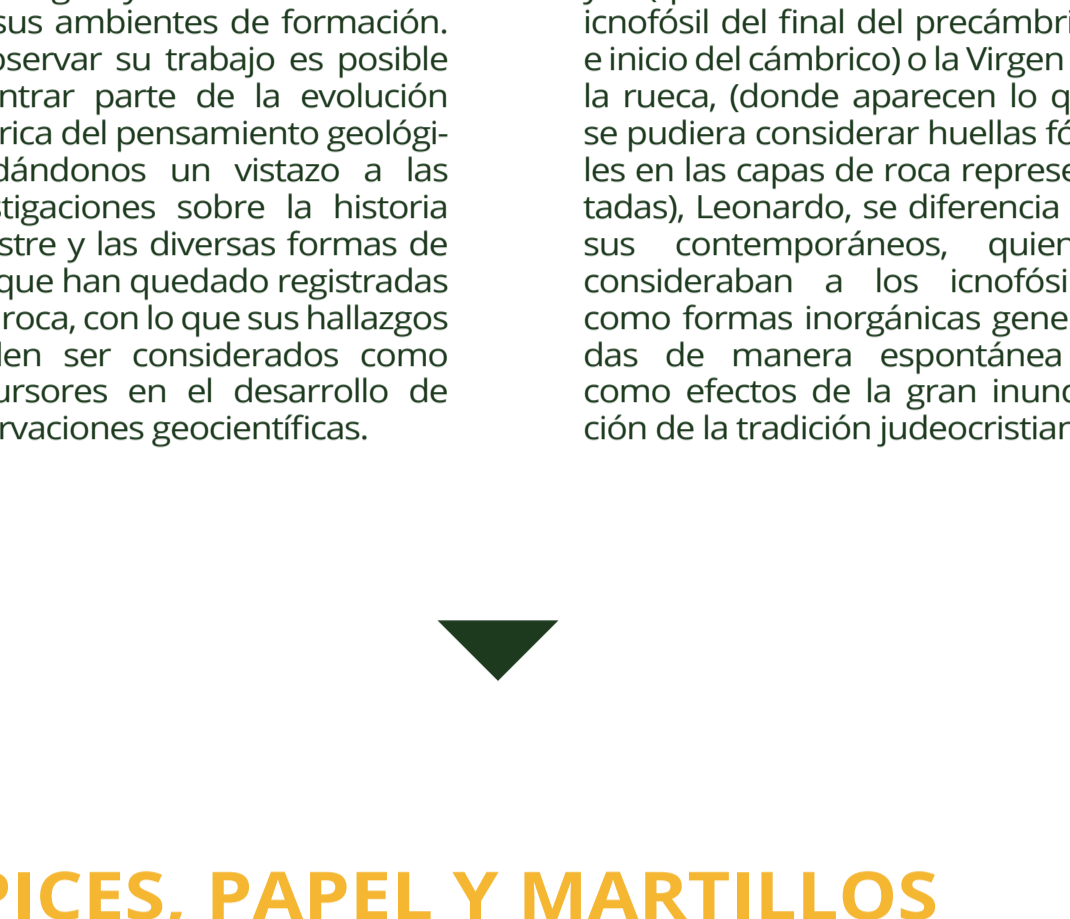 sus ambientes de formación.
servar su trabajo es posible
ntrar parte de la evolución
rica del pensamiento geológi-
dándonos un vistazo a las
tigaciones sobre la historia
stre y las diversas formas de
que han quedado registradas
roca, con lo que sus hallazgos
den ser considerados como
ursores en el desarrollo de
rvaciones geocientíficas.
icnofósil del final del precámbri
e inicio del cámbrico) o la Virgen
la rueca, (donde aparecen lo q
se pudiera considerar huellas fó
les en las capas de roca represe
tadas), Leonardo, se diferencia
sus contemporáneos, quien
consideraban a los icnofósi
como formas inorgánicas gene
das de manera espontánea
como efectos de la gran inund
ción de la tradición judeocristian
PICES, PAPEL Y MARTILLOS